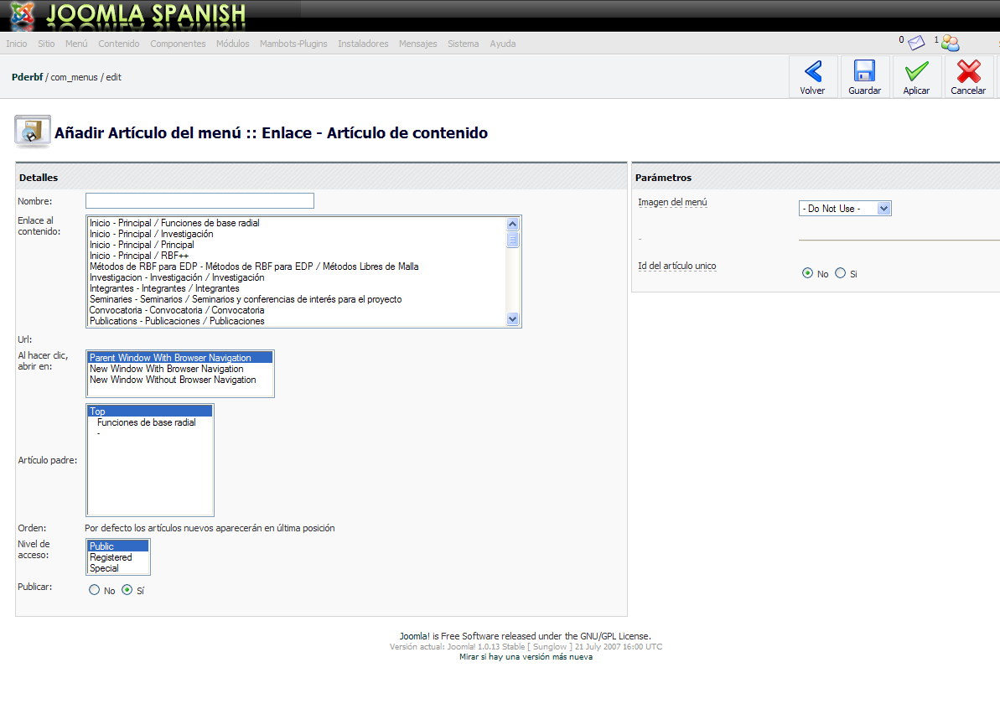 JOOMLA SPANISH
Inicio Sitio Menú Contenido Componentes Módulos Mambots-Plugins Instaladores Mensajes Sistema Ayuda 0 1
Pderbf / com_menus / edit
Volver Guardar Aplicar Cancelar
Añadir Artículo del menú :: Enlace - Artículo de contenido
Detalles
Nombre:
Enlace al
contenido:
Inicio - Principal / Funciones de base radial
Inicio - Principal / Investigación
Inicio - Principal / Principal
Inicio - Principal / RBF++
Métodos de RBF para EDP - Métodos de RBF para EDP / Métodos Libres de Malla
Investigacion - Investigación / Investigación
Integrantes - Integrantes / Integrantes
Seminaries - Seminarios / Seminarios y conferencias de interés para el proyecto
Convocatoria - Convocatoria / Convocatoria
Publications - Publicaciones / Publicaciones
Url:
Al hacer clic,
abrir en:
Parent Window With Browser Navigation
New Window With Browser Navigation
New Window Without Browser Navigation
Artículo padre:
Top
Funciones de base radial
-
Orden: Por defecto los artículos nuevos aparecerán en última posición
Nivel de
acceso:
Public
Registered
Special
Publicar: No Sí
Parámetros
Imagen del menú - Do Not Use -
-
Id del artículo unico No Si
Joomla! is Free Software released under the GNU/GPL License.
Versión actual: Joomla! 1.0.13 Stable [ Sunglow ] 21 July 2007 16:00 UTC
Mirar si hay una versión más nueva